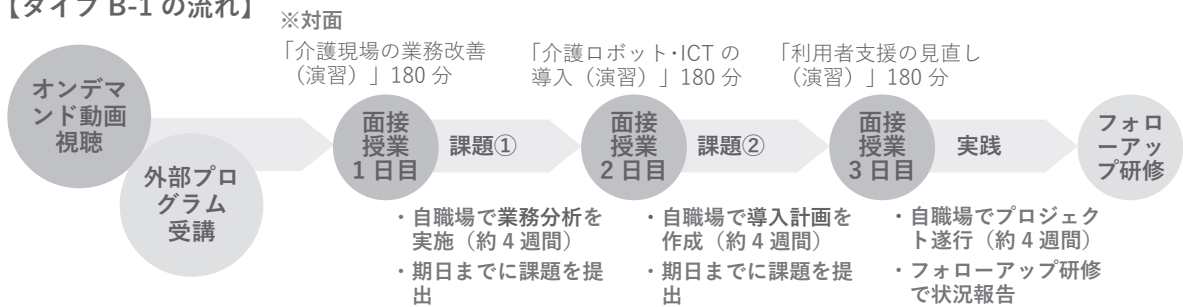 【タイプ B-1 の流れ】
※対面
「介護現場の業務改善
（演習）」180 分
「介護ロボット･ICT の
導入（演習）」180 分
「利用者支援の見直し
（演習）」180 分
オンデマ
ンド動画
視聴
外部プロ
グラム
受講
面接
授業
1 日目
課題①
面接
授業
2 日目
課題②
面接
授業
3 日目
実践
フォロ
ーアッ
プ研修
・自職場で業務分析を
実施（約 4 週間）
・期日までに課題を提
出
・自職場で導入計画を
作成（約 4 週間）
・期日までに課題を提
出
・自職場でプロジェク
ト遂行（約 4 週間）
・フォローアップ研修
で状況報告